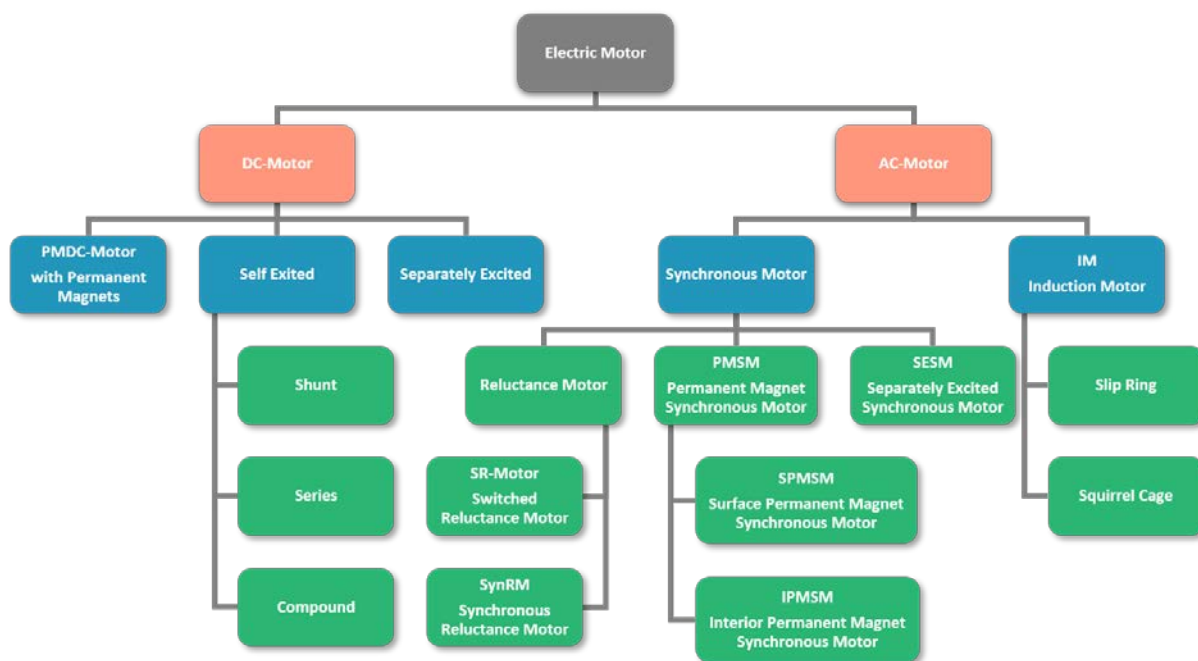 Electric Motor
DC-Motor
AC-Motor
PMDC-Motor
with Permanent
Magnets
Self Exited
Separately Excited
Synchronous Motor
IM
Induction Motor
Shunt
Reluctance Motor
PMSM
Permanent Magnet
Synchronous Motor
SESM
Separately Excited
Synchronous Motor
Slip Ring
Series
SR-Motor
Switched
Reluctance Motor
SPMSM
Surface Permanent Magnet
Synchronous Motor
Squirrel Cage
Compound
SynRM
Synchronous
Reluctance Motor
IPMSM
Interior Permanent Magnet
Synchronous Motor